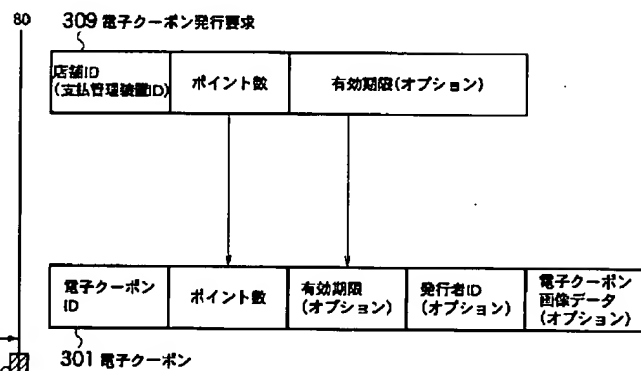 80
309 電子クーポン発行要求
店舗ID
(支払管理装置ID)
ポイント数
有効期限(オプション)
電子クーポン
ID
ポイント数
有効期限
(オプション)
発行者ID
(オプション)
電子クーポン
画像データ
(オプション)
301 電子クーポン